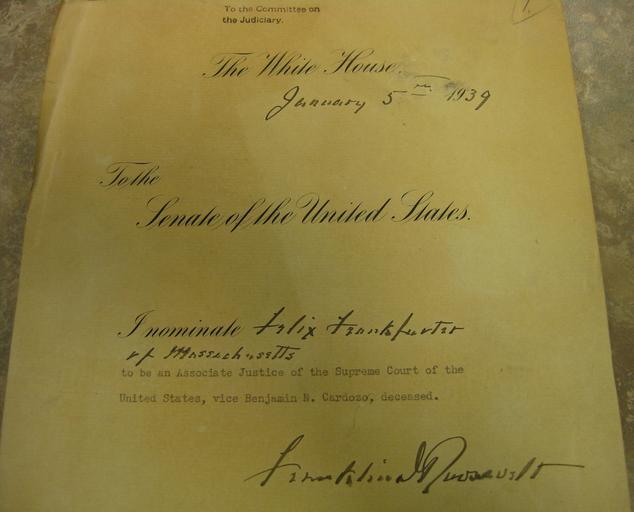 To the Committee on
the Judiciary.
The White House,
January 5th 1939
To the
Senate of the United States.
I nominate Felix Frankfurter
of Massachusetts
to be an Associate Justice of the Supreme Court of the
United States, vice Benjamin N. Cardozo, deceased.
Franklin D Roosevelt